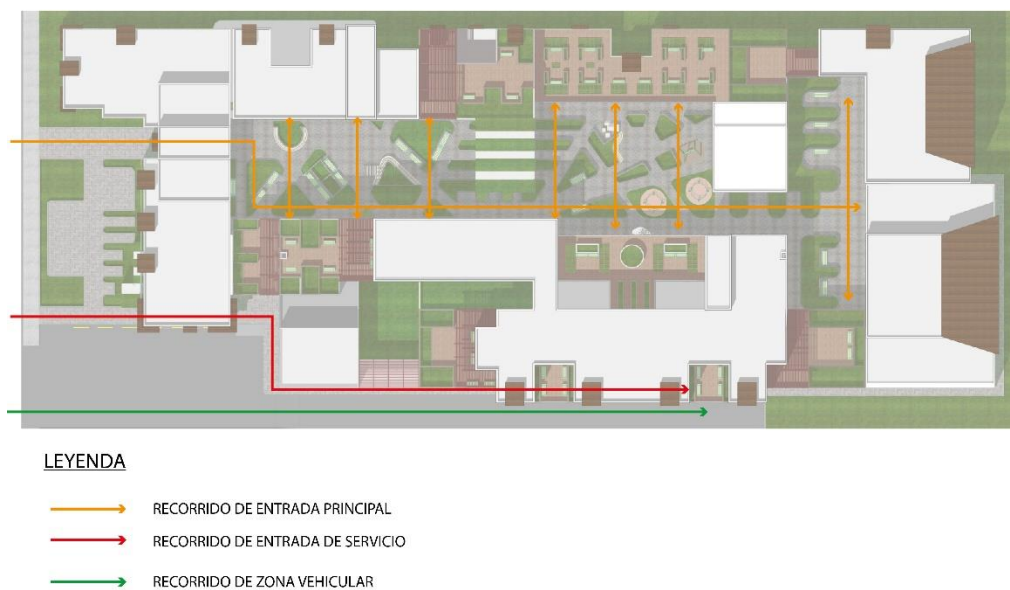 LEYENDA
RECORRIDO DE ENTRADA PRINCIPAL
RECORRIDO DE ENTRADA DE SERVICIO
RECORRIDO DE ZONA VEHICULAR